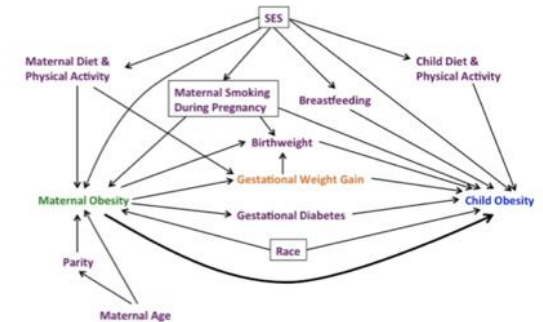 SES
Maternal Diet &
Physical Activity
Child Diet &
Physical Activity
Maternal Smoking
During Pregnancy
Breastfeeding
Birthweight
Gestational Weight Gain
Maternal Obesity
Child Obesity
Gestational Diabetes
Race
Parity
Maternal Age